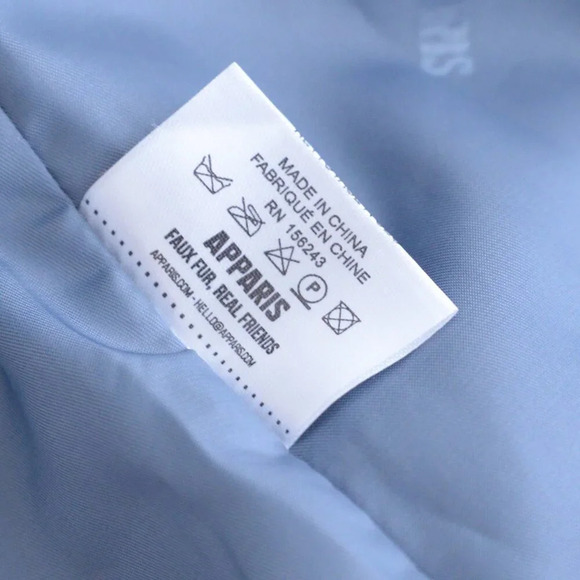 MADE IN CHINA
FABRIQUÉ EN CHINE
RN 156243
P
APPARIS
FAUX FUR, REAL FRIENDS
APPARIS.COM - HELLO@APPARIS.COM